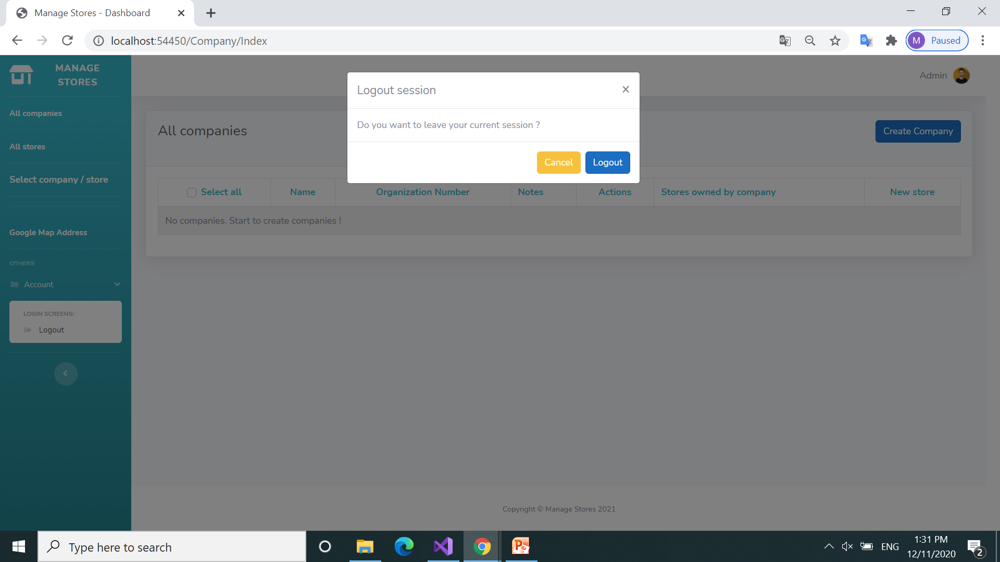 Manage Stores - Dashboard
localhost:54450/Company/Index
M Paused
MANAGE
STORES
All companies
All stores
Select company / store
Google Map Address
OTHERS
Account
LOGIN SCREENS:
Logout
Admin
All companies
Create Company
Logout session ×
Do you want to leave your current session ?
Cancel Logout
Select all Name Organization Number Notes Actions Stores owned by company New store
No companies. Start to create companies !
Copyright © Manage Stores 2021
Type here to search
ENG
1:31 PM
12/11/2020
2